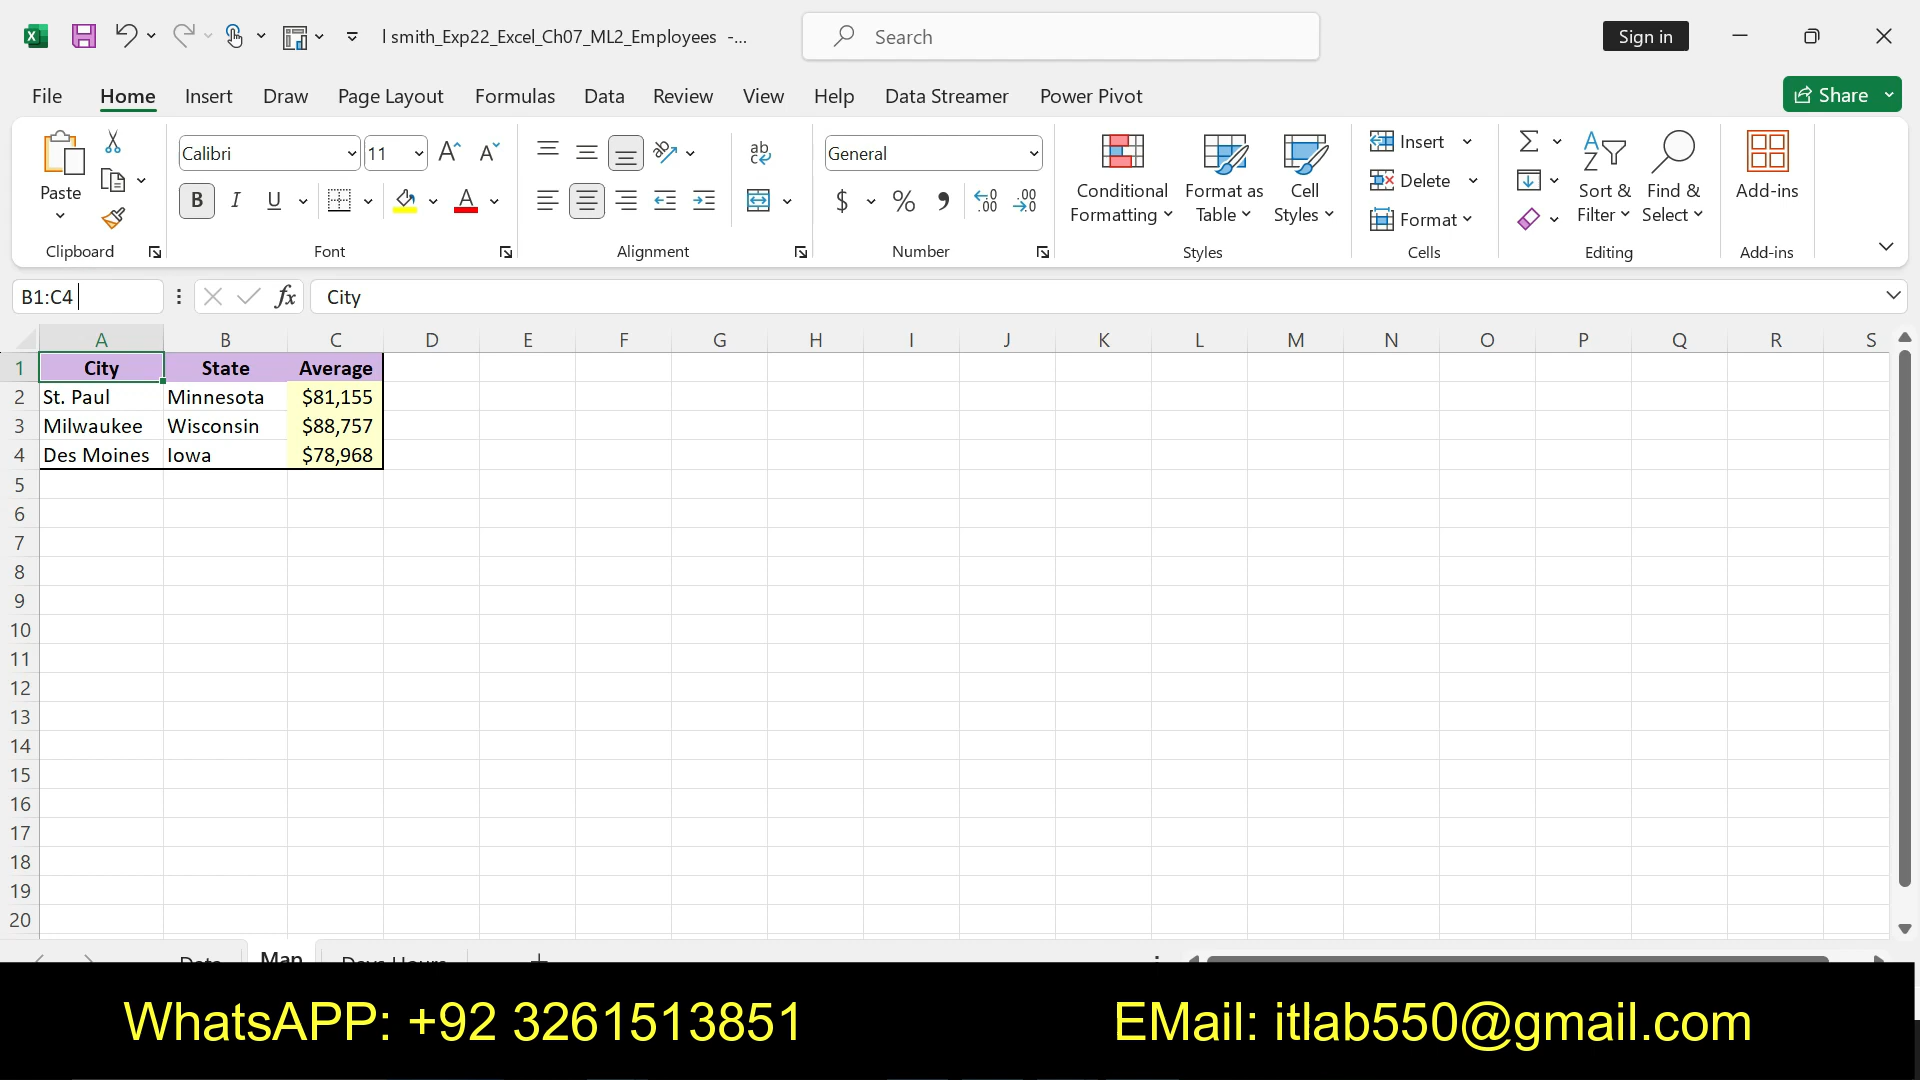 l smith_Exp22_Excel_Ch07_ML2_Employees -...
Search
Sign in
File Home Insert Draw Page Layout Formulas Data Review View Help Data Streamer Power Pivot
Share
Paste
Clipboard
Calibri 11
B I U
Font
ab
Alignment
General
$ %
Number
Conditional Formatting
Format as Table
Cell Styles
Styles
Insert
Delete
Format
Cells
Sort & Filter
Find & Select
Editing
Add-ins
Add-ins
B1:C4
fx
City
A B C D E F G H I J K L M N O P Q R S
1 City State Average
2 St. Paul Minnesota $81,155
3 Milwaukee Wisconsin $88,757
4 Des Moines Iowa $78,968
5
6
7
8
9
10
11
12
13
14
15
16
17
18
19
20
Data Map Days Hours
WhatsAPP: +92 3261513851
EMail: itlab550@gmail.com